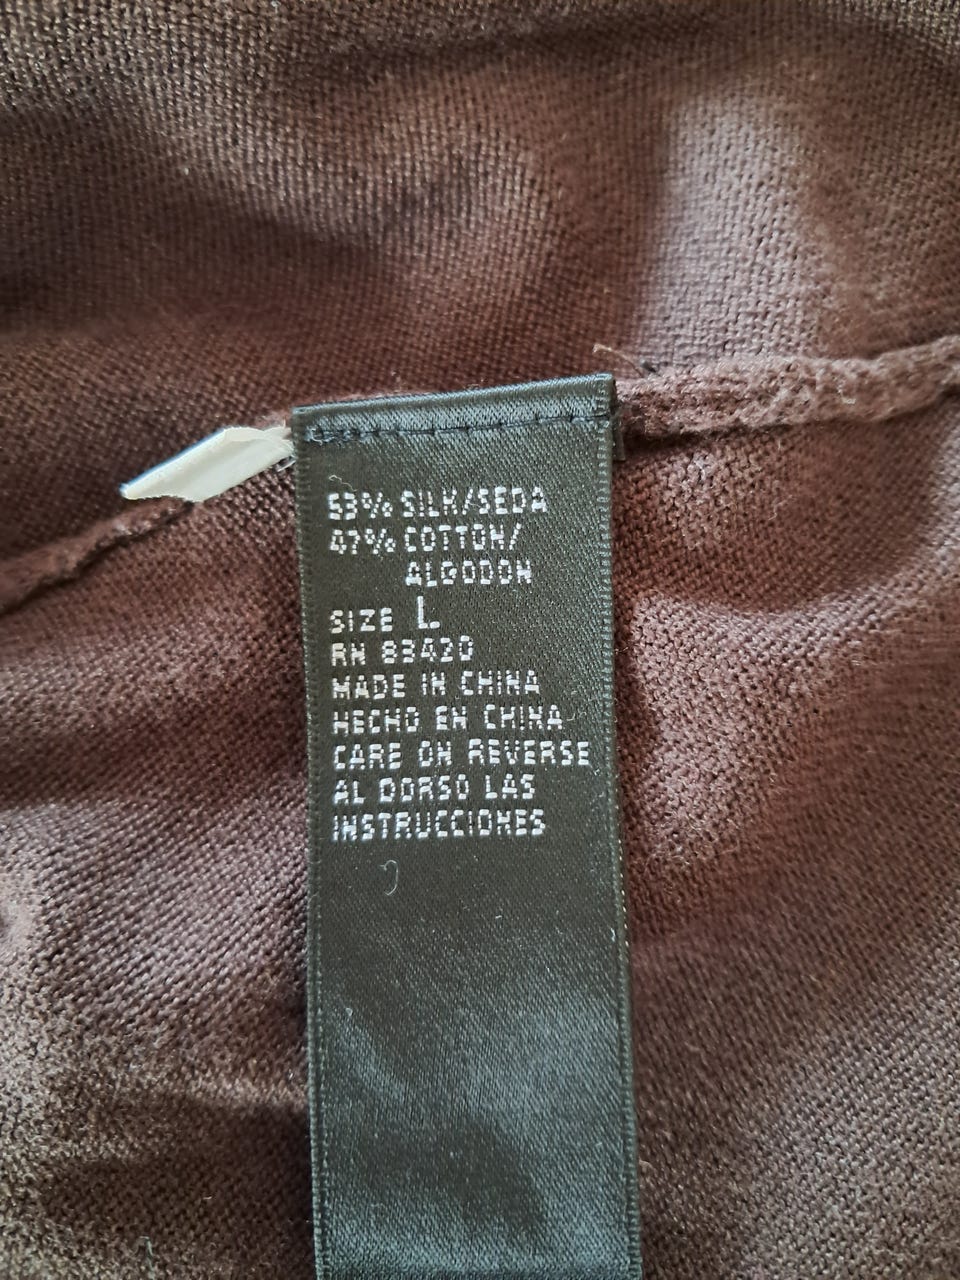 53% SILK/SEDA
47% COTTON/
ALGODON
SIZE L
RN 83420
MADE IN CHINA
HECHO EN CHINA
CARE ON REVERSE
AL DORSO LAS
INSTRUCCIONES